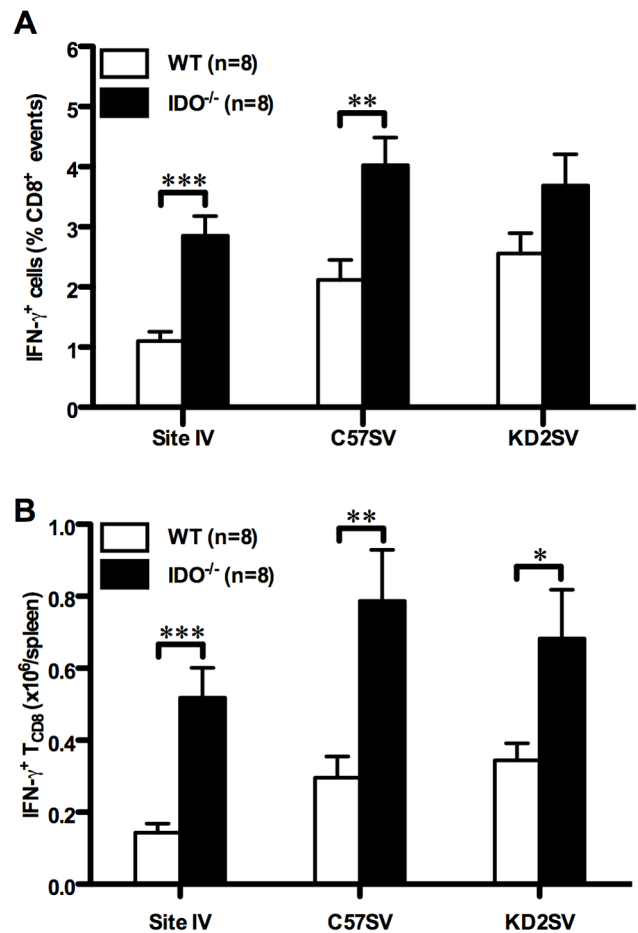 A
6
WT (n=8)
5
IDO-/- (n=8)
**
4
***
3
2
1
0
IFN-γ+ cells (% CD8+ events)
Site IV
C57SV
KD2SV
B
1.0
WT (n=8)
**
IDO-/- (n=8)
*
0.8
***
0.6
0.4
0.2
0.0
IFN-γ+ TCD8 (x10⁶/spleen)
Site IV
C57SV
KD2SV